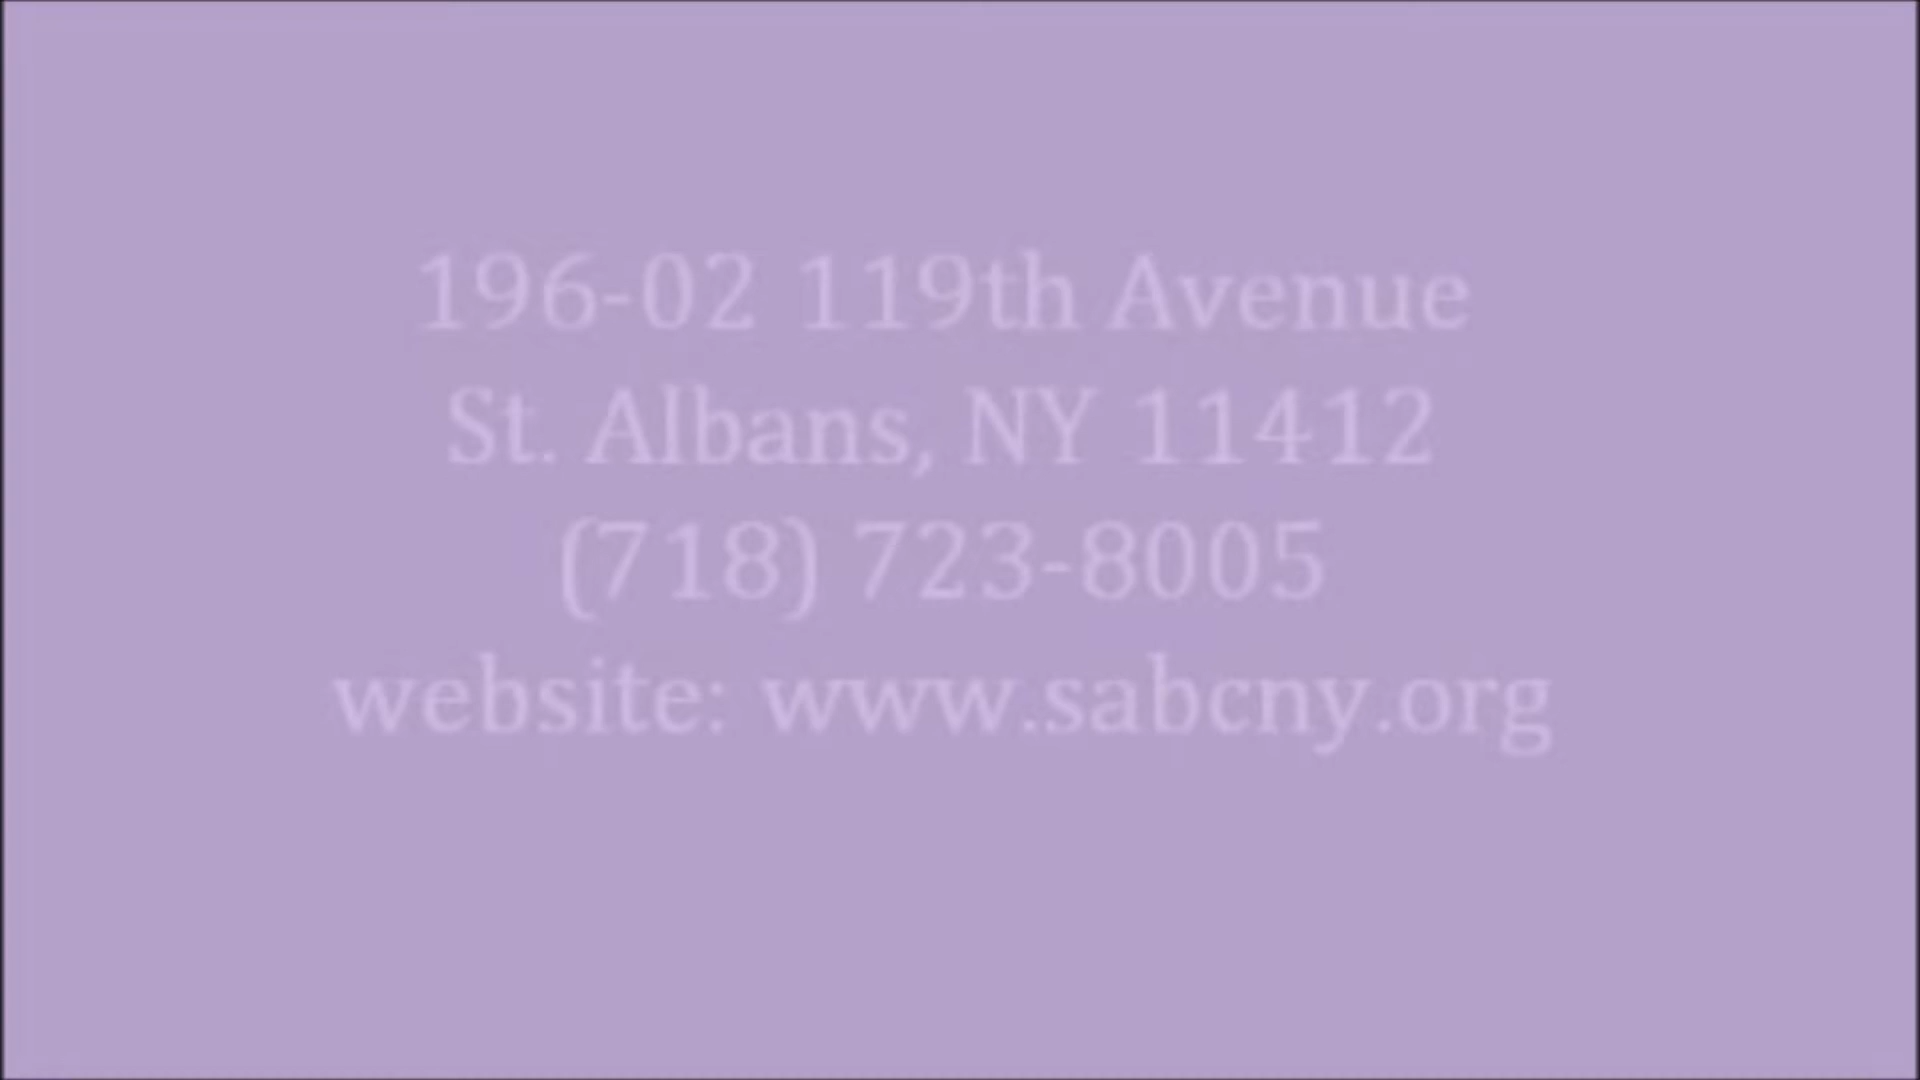 196-02 119th Avenue
St. Albans, NY 11412
(718) 723-8005
website: www.sabcny.org